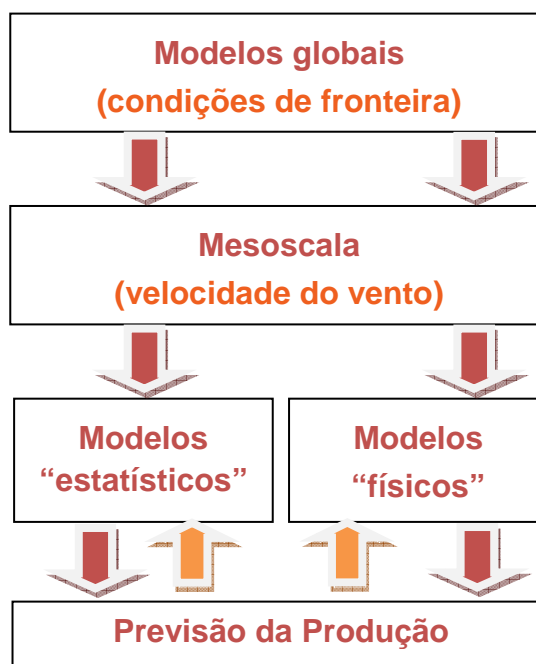 Modelos globais
(condições de fronteira)
Mesoscala
(velocidade do vento)
Modelos
“estatísticos”
Modelos
“físicos”
Previsão da Produção